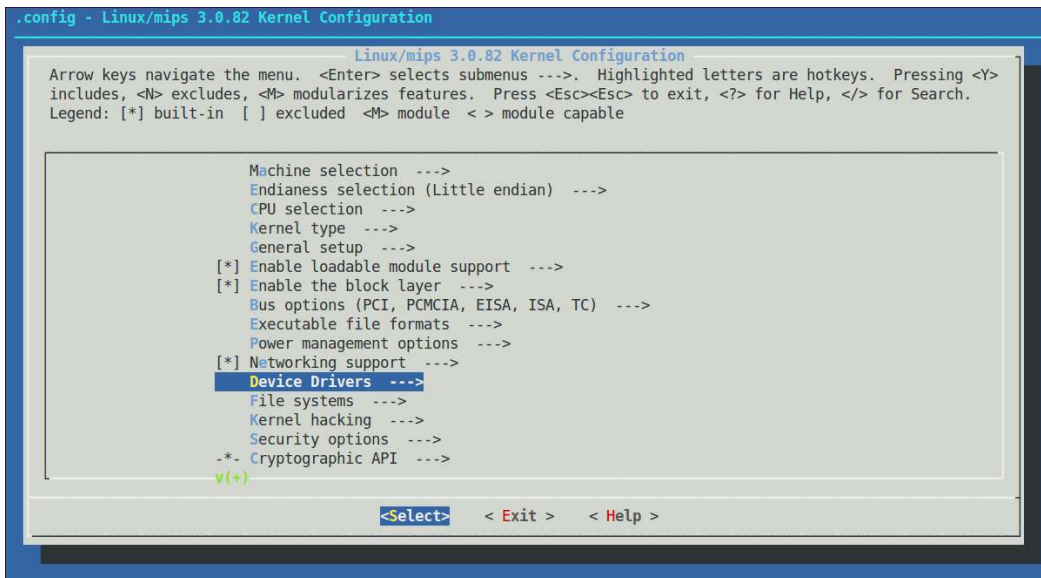 .config - Linux/mips 3.0.82 Kernel Configuration
Linux/mips 3.0.82 Kernel Configuration
Arrow keys navigate the menu.  <Enter> selects submenus --->.  Highlighted letters are hotkeys.  Pressing <Y>
includes, <N> excludes, <M> modularizes features.  Press <Esc><Esc> to exit, <?> for Help, </> for Search.
Legend: [*] built-in  [ ] excluded  <M> module  < > module capable
Machine selection  --->
Endianess selection (Little endian)  --->
CPU selection  --->
Kernel type  --->
General setup  --->
[*] Enable loadable module support  --->
[*] Enable the block layer  --->
Bus options (PCI, PCMCIA, EISA, ISA, TC)  --->
Executable file formats  --->
Power management options  --->
[*] Networking support  --->
Device Drivers  --->
File systems  --->
Kernel hacking  --->
Security options  --->
-*- Cryptographic API  --->
v(+)
<Select>    < Exit >    < Help >